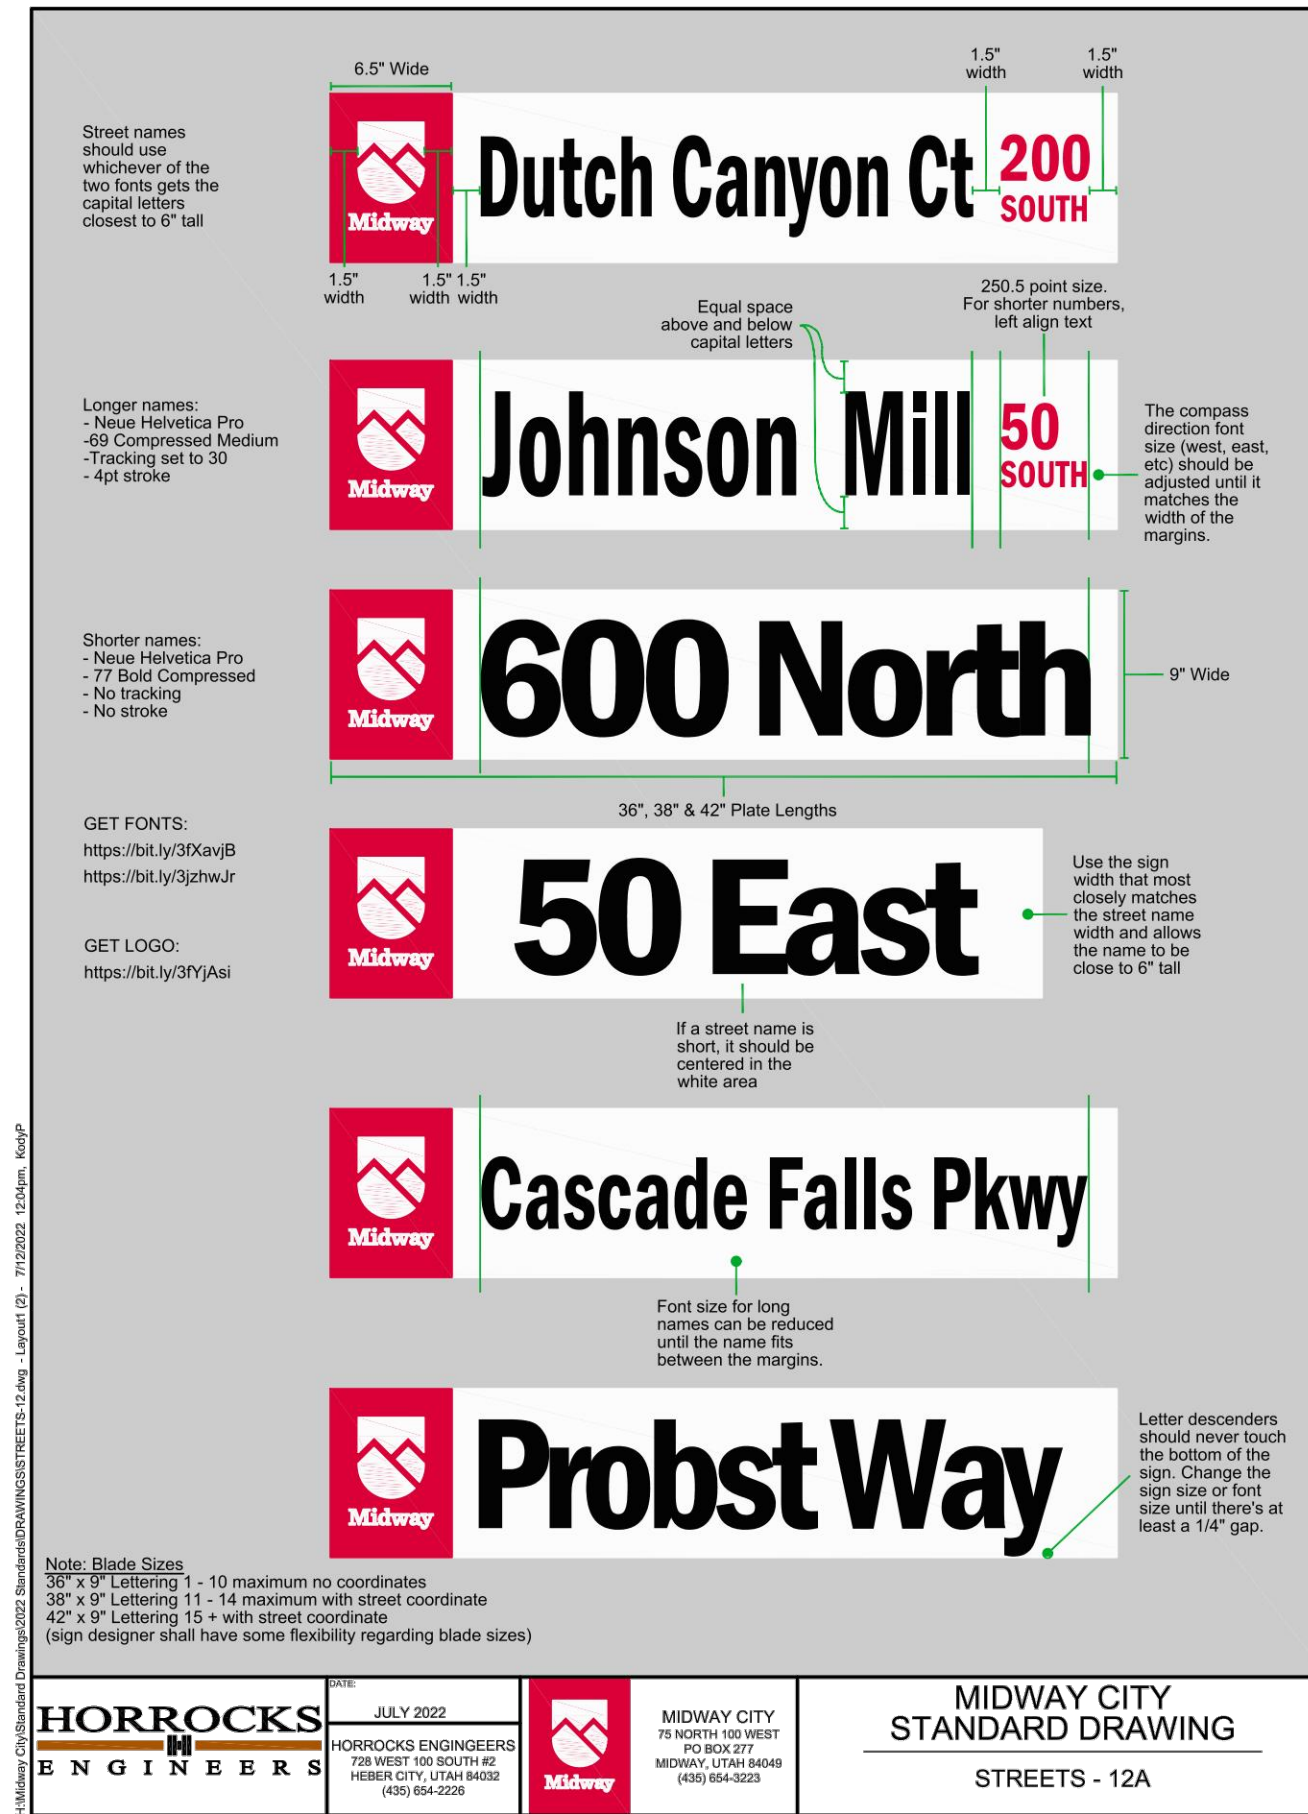 6.5" Wide
1.5"
width
1.5"
width
Street names
should use
whichever of the
two fonts gets the
capital letters
closest to 6" tall
Midway
Dutch Canyon Ct
200
SOUTH
1.5"
width
1.5"
width
1.5"
width
250.5 point size.
For shorter numbers,
left align text
Equal space
above and below
capital letters
Longer names:
- Neue Helvetica Pro
-69 Compressed Medium
-Tracking set to 30
- 4pt stroke
Midway
Johnson Mill
50
SOUTH
The compass
direction font
size (west, east,
etc) should be
adjusted until it
matches the
width of the
margins.
Shorter names:
- Neue Helvetica Pro
- 77 Bold Compressed
- No tracking
- No stroke
Midway
600 North
9" Wide
36", 38" & 42" Plate Lengths
GET FONTS:
https://bit.ly/3fXavjB
https://bit.ly/3jzhwJr
GET LOGO:
https://bit.ly/3fYjAsi
Midway
50 East
Use the sign
width that most
closely matches
the street name
width and allows
the name to be
close to 6" tall
If a street name is
short, it should be
centered in the
white area
Midway
Cascade Falls Pkwy
Font size for long
names can be reduced
until the name fits
between the margins.
Midway
Probst Way
Letter descenders
should never touch
the bottom of the
sign. Change the
sign size or font
size until there's at
least a 1/4" gap.
Note: Blade Sizes
36" x 9" Lettering 1 - 10 maximum no coordinates
38" x 9" Lettering 11 - 14 maximum with street coordinate
42" x 9" Lettering 15 + with street coordinate
(sign designer shall have some flexibility regarding blade sizes)
H:\Midway City\Standard Drawings\2022 Standards\DRAWINGS\STREETS-12.dwg - Layout1 (2) - 7/12/2022 12:04pm, KodyP
HORROCKS
ENGINEERS
DATE:
JULY 2022
HORROCKS ENGINGEERS
728 WEST 100 SOUTH #2
HEBER CITY, UTAH 84032
(435) 654-2226
Midway
MIDWAY CITY
75 NORTH 100 WEST
PO BOX 277
MIDWAY, UTAH 84049
(435) 654-3223
MIDWAY CITY
STANDARD DRAWING
STREETS - 12A